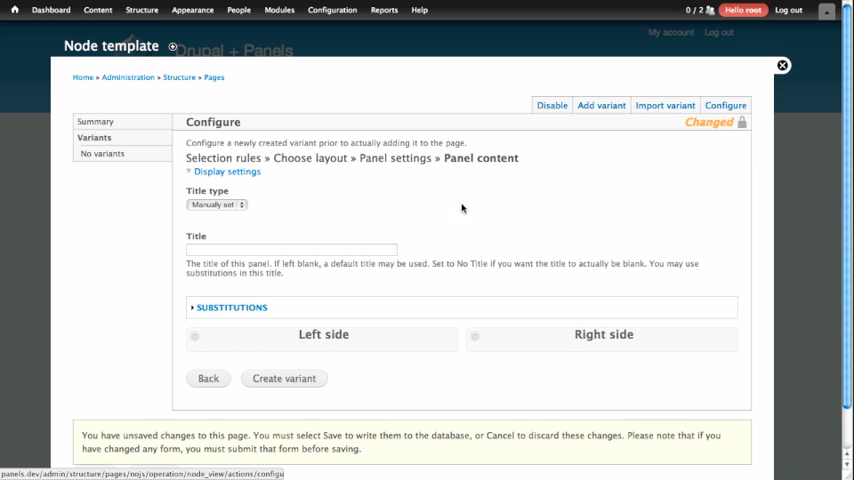 Dashboard Content Structure Appearance People Modules Configuration Reports Help 0 / 2 Hello root Log out
My account Log out
Node template
Drupal + Panels
Home » Administration » Structure » Pages
Disable Add variant Import variant Configure
Summary
Variants
No variants
Configure
Changed
Configure a newly created variant prior to actually adding it to the page.
Selection rules » Choose layout » Panel settings » Panel content
Display settings
Title type
Manually set
Title
The title of this panel. If left blank, a default title may be used. Set to No Title if you want the title to actually be blank. You may use
substitutions in this title.
SUBSTITUTIONS
Left side Right side
Back Create variant
You have unsaved changes to this page. You must select Save to write them to the database, or Cancel to discard these changes. Please note that if you
have changed any form, you must submit that form before saving.
panels.dev/admin/structure/pages/nojs/operation/node_view/actions/configu